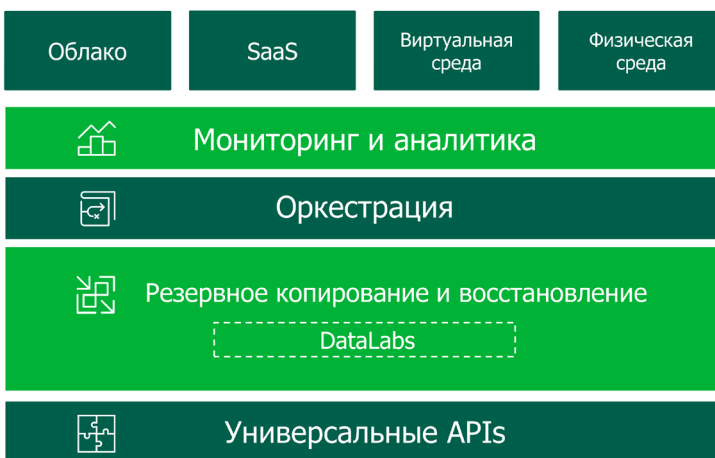 Облако
SaaS
Виртуальная
среда
Физическая
среда
Мониторинг и аналитика
Оркестрация
Резервное копирование и восстановление
DataLabs
Универсальные APIs